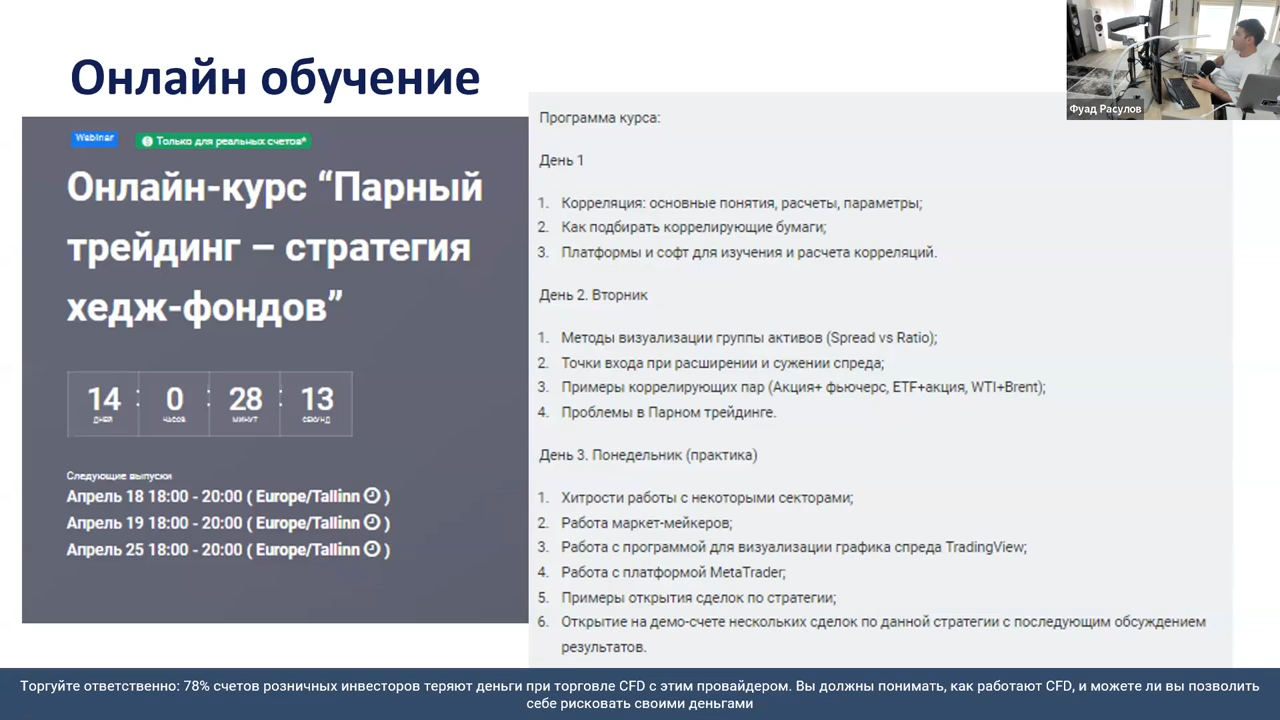 Онлайн обучение
Фуад Расулов
Webinar
Только для реальных счетов*
Онлайн-курс “Парный
трейдинг – стратегия
хедж-фондов”
14 : 0 : 28 : 13
ДНЕЙ ЧАСОВ МИНУТ СЕКУНД
Следующие выпуски
Апрель 18 18:00 - 20:00 ( Europe/Tallinn )
Апрель 19 18:00 - 20:00 ( Europe/Tallinn )
Апрель 25 18:00 - 20:00 ( Europe/Tallinn )
Программа курса:
День 1
1. Корреляция: основные понятия, расчеты, параметры;
2. Как подбирать коррелирующие бумаги;
3. Платформы и софт для изучения и расчета корреляций.
День 2. Вторник
1. Методы визуализации группы активов (Spread vs Ratio);
2. Точки входа при расширении и сужении спреда;
3. Примеры коррелирующих пар (Акция+ фьючерс, ETF+акция, WTI+Brent);
4. Проблемы в Парном трейдинге.
День 3. Понедельник (практика)
1. Хитрости работы с некоторыми секторами;
2. Работа маркет-мейкеров;
3. Работа с программой для визуализации графика спреда TradingView;
4. Работа с платформой MetaTrader;
5. Примеры открытия сделок по стратегии;
6. Открытие на демо-счете нескольких сделок по данной стратегии с последующим обсуждением
результатов.
Торгуйте ответственно: 78% счетов розничных инвесторов теряют деньги при торговле CFD с этим провайдером. Вы должны понимать, как работают CFD, и можете ли вы позволить
себе рисковать своими деньгами